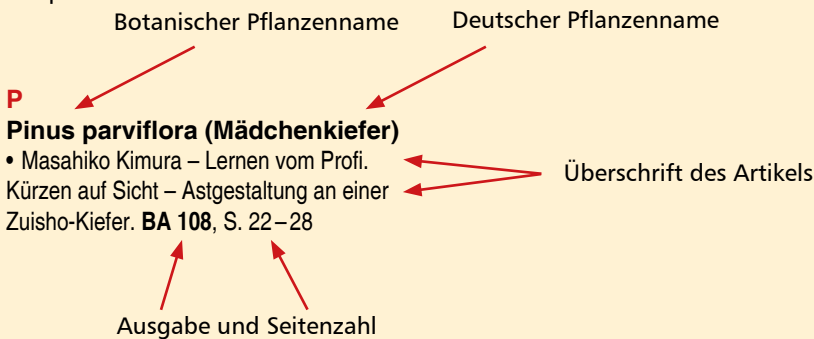 Botanischer Pflanzenname
Deutscher Pflanzenname
P
Pinus parviflora (Mädchenkiefer)
• Masahiko Kimura – Lernen vom Profi.
Kürzen auf Sicht – Astgestaltung an einer
Zuisho-Kiefer. BA 108, S. 22–28
Überschrift des Artikels
Ausgabe und Seitenzahl